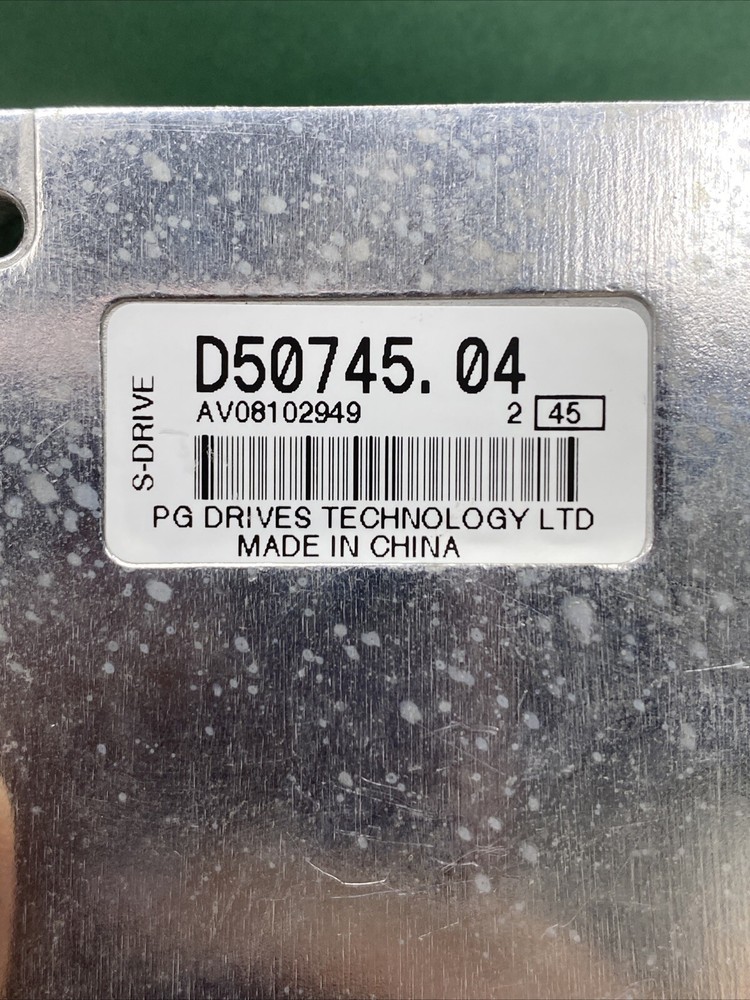 S-DRIVE
D50745.04
AV08102949 2 45
PG DRIVES TECHNOLOGY LTD
MADE IN CHINA